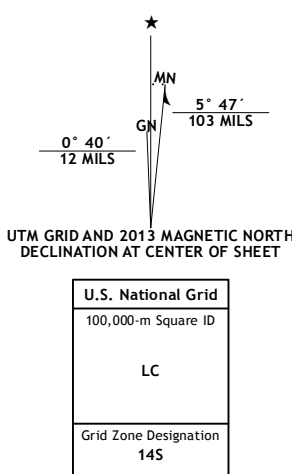 ★
MN
GN
5° 47´
103 MILS
0° 40´
12 MILS
UTM GRID AND 2013 MAGNETIC NORTH
DECLINATION AT CENTER OF SHEET
U.S. National Grid
100,000-m Square ID
LC
Grid Zone Designation
14S